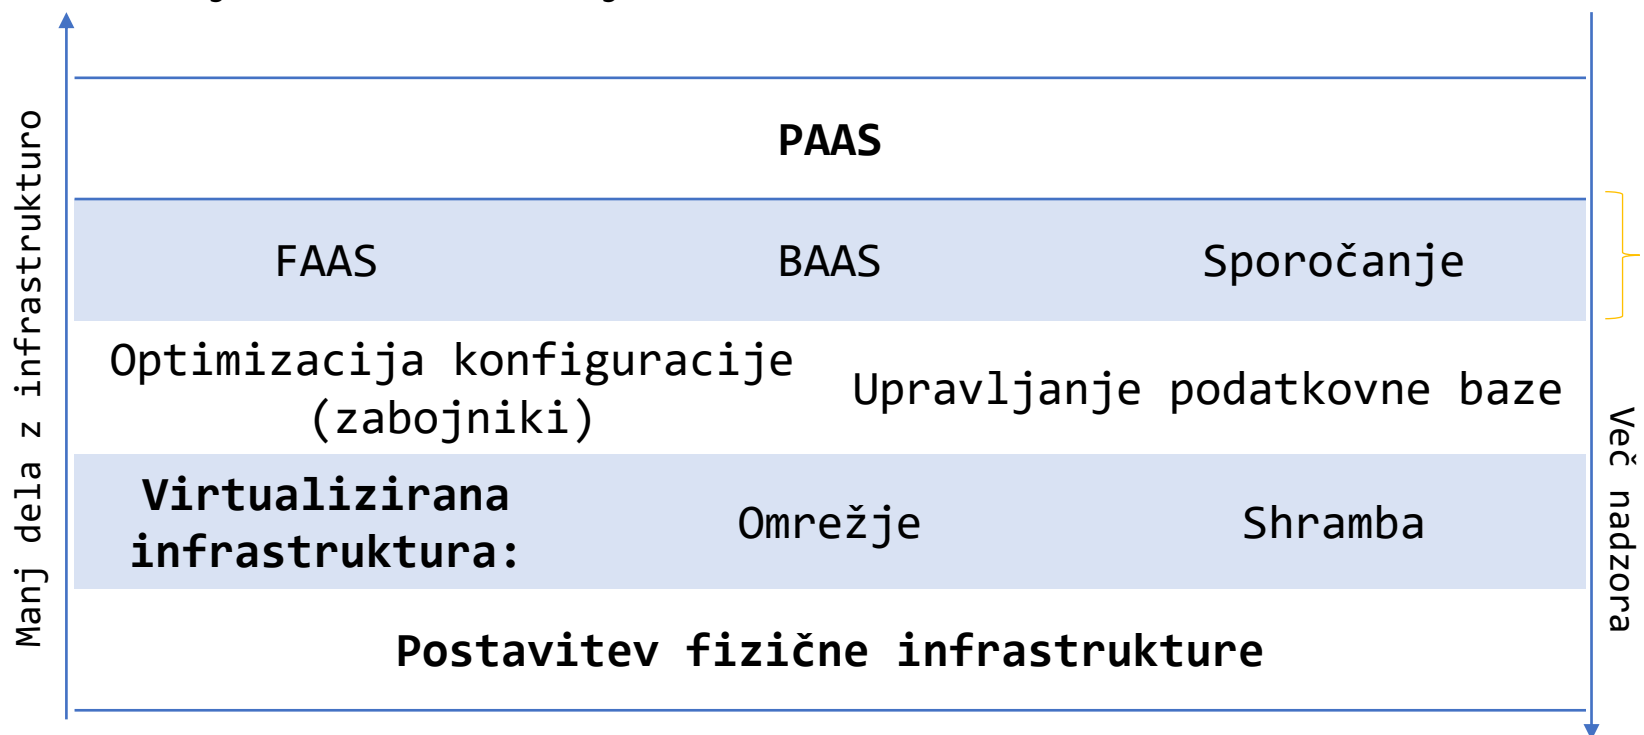 PAAS
FAAS BAAS Sporočanje
Optimizacija konfiguracije
(zabojniki)
Upravljanje podatkovne baze
Virtualizirana
infrastruktura:
Omrežje Shramba
Postavitev fizične infrastrukture
Manj dela z infrastrukturo
Več nadzora